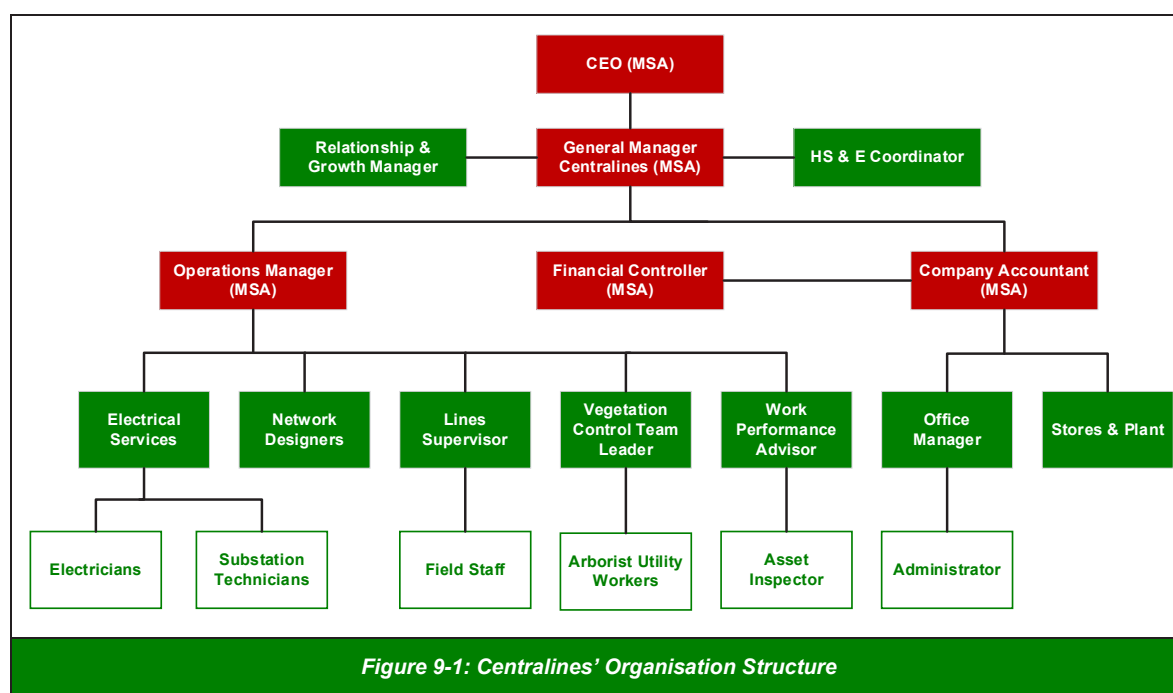 CEO (MSA)
Relationship &
Growth Manager
General Manager
Centralines (MSA)
HS & E Coordinator
Operations Manager
(MSA)
Financial Controller
(MSA)
Company Accountant
(MSA)
Electrical
Services
Network
Designers
Lines
Supervisor
Vegetation
Control Team
Leader
Work
Performance
Advisor
Office
Manager
Stores & Plant
Electricians
Substation
Technicians
Field Staff
Arborist Utility
Workers
Asset
Inspector
Administrator
Figure 9-1: Centralines' Organisation Structure